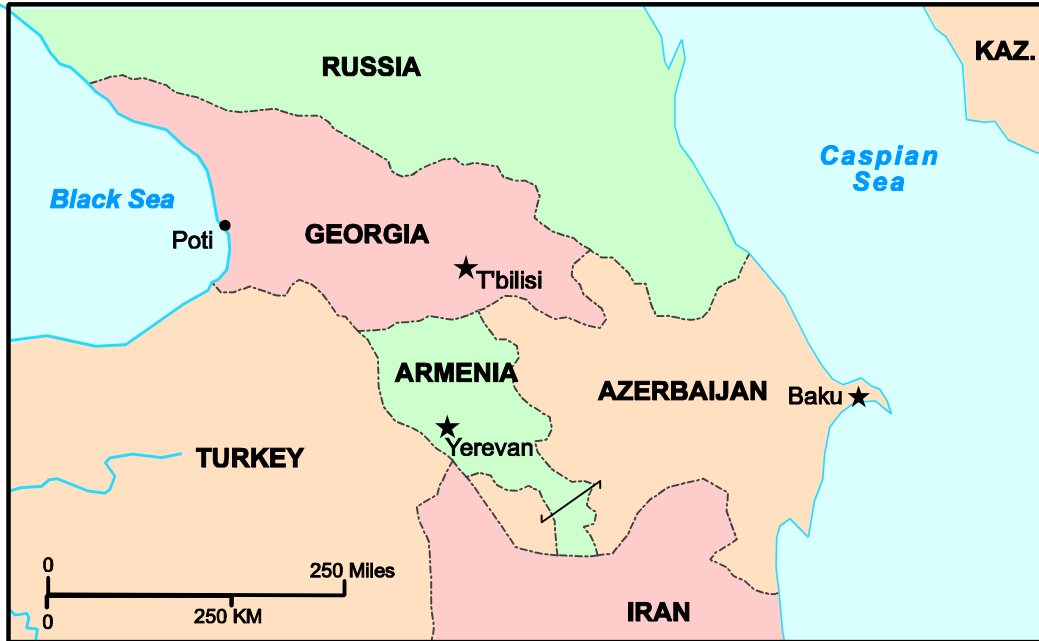 RUSSIA
KAZ.
Caspian
Sea
Black Sea
Poti
GEORGIA
T'bilisi
ARMENIA
AZERBAIJAN
Baku
Yerevan
TURKEY
0
250 Miles
0
250 KM
IRAN